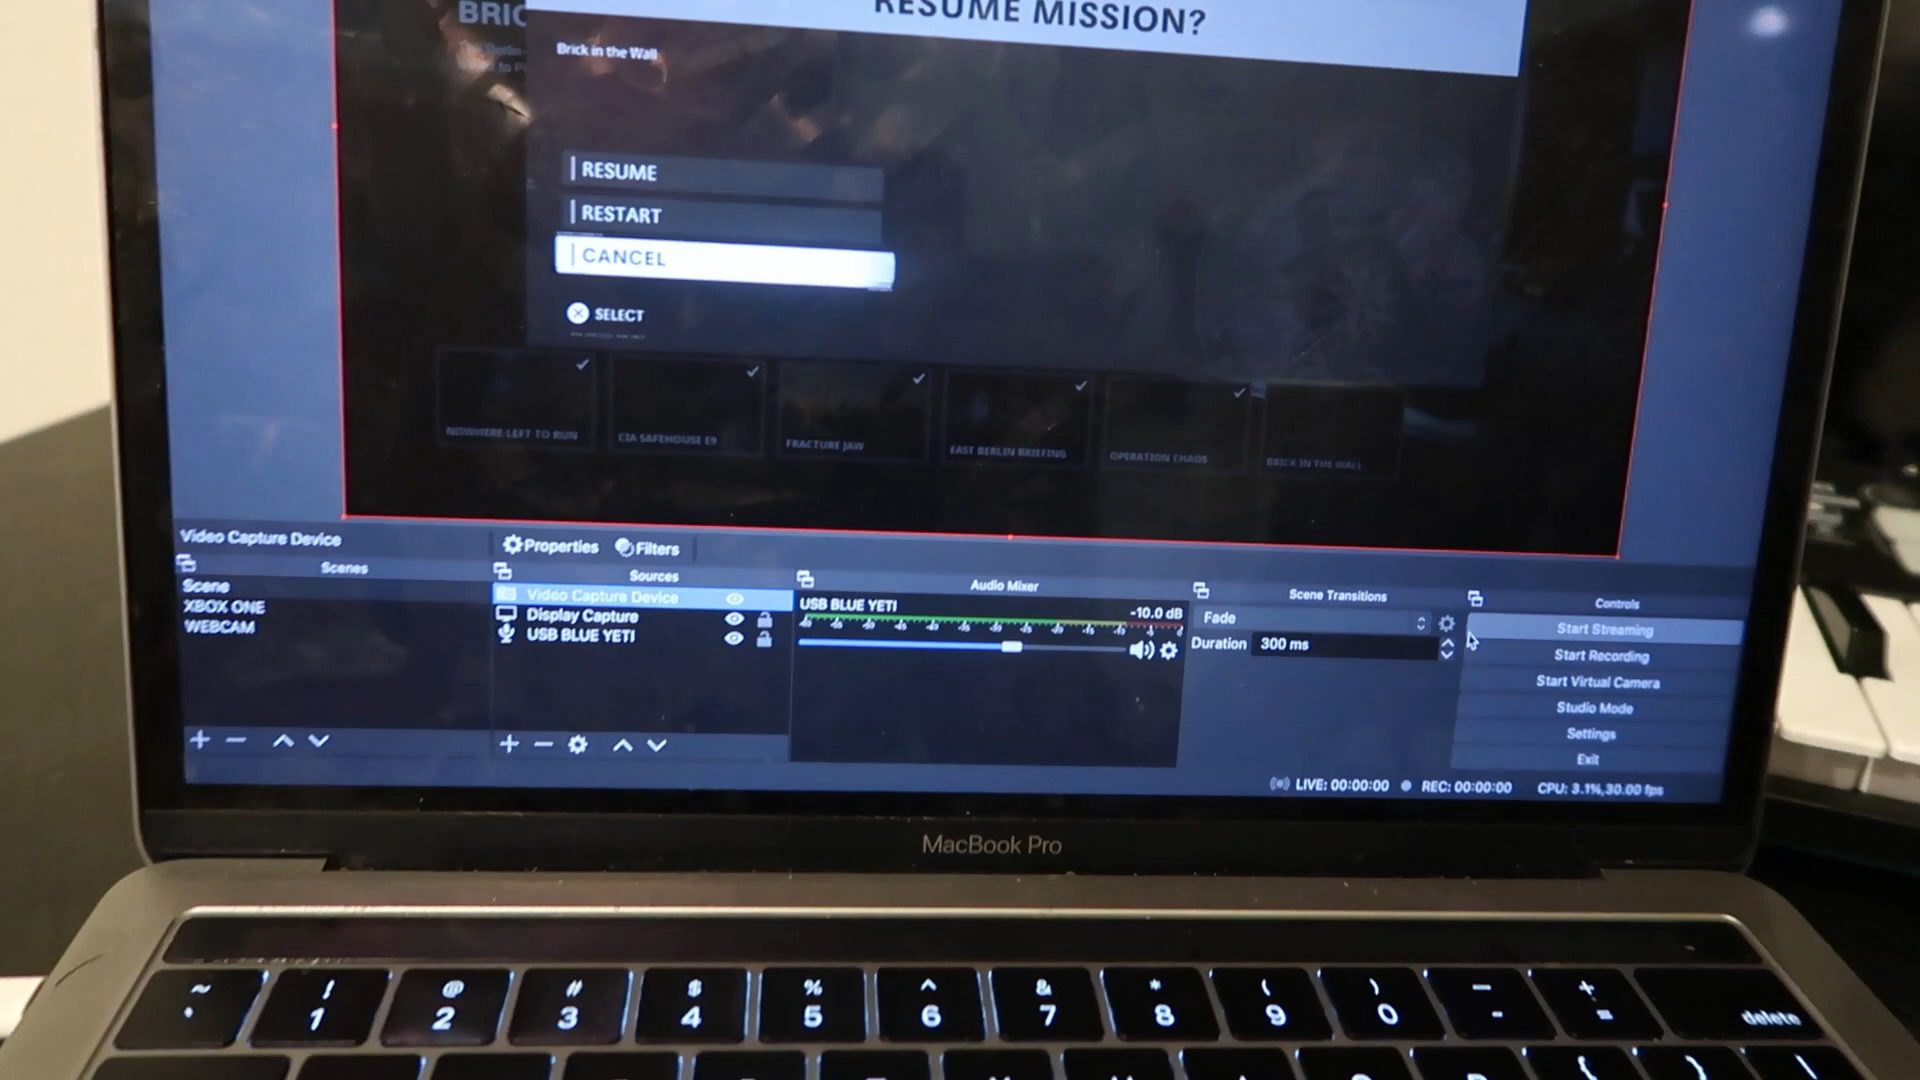 BRIC
RESUME MISSION?
Brick in the Wall
RESUME
RESTART
CANCEL
SELECT
NOWHERE LEFT TO RUN
CIA SAFEHOUSE E9
FRACTURE JAW
EAST BERLIN BRIEFING
OPERATION CHAOS
BRICK IN THE WALL
Video Capture Device
Properties
Filters
Scenes
Scene
XBOX ONE
WEBCAM
Sources
Video Capture Device
Display Capture
USB BLUE YETI
Audio Mixer
USB BLUE YETI
-10.0 dB
Scene Transitions
Fade
Duration 300 ms
Controls
Start Streaming
Start Recording
Start Virtual Camera
Studio Mode
Settings
Exit
LIVE: 00:00:00 REC: 00:00:00 CPU: 3.1%,30.00 fps
MacBook Pro
~ ! @ # $ % ^ & * ( ) — +
1 2 3 4 5 6 7 8 9 0 - = delete